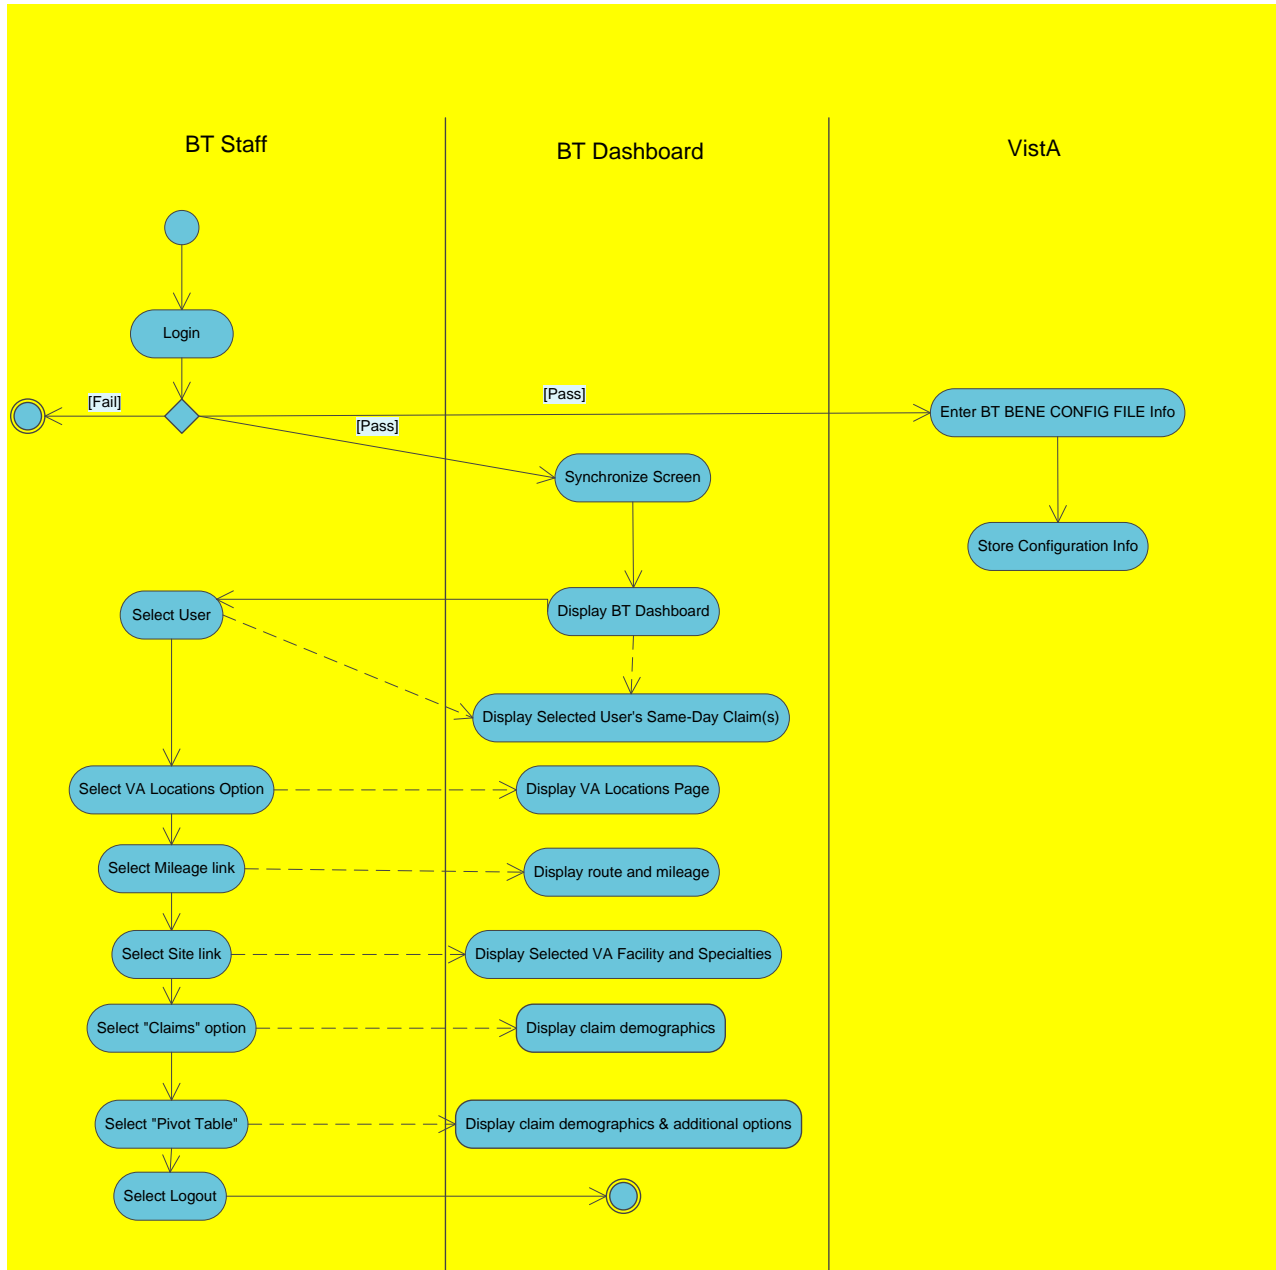 BT Staff
BT Dashboard
VistA
Login
[Fail]
[Pass]
[Pass]
Enter BT BENE CONFIG FILE Info
Synchronize Screen
Store Configuration Info
Select User
Display BT Dashboard
Display Selected User's Same-Day Claim(s)
Select VA Locations Option
Display VA Locations Page
Select Mileage link
Display route and mileage
Select Site link
Display Selected VA Facility and Specialties
Select "Claims" option
Display claim demographics
Select "Pivot Table"
Display claim demographics & additional options
Select Logout